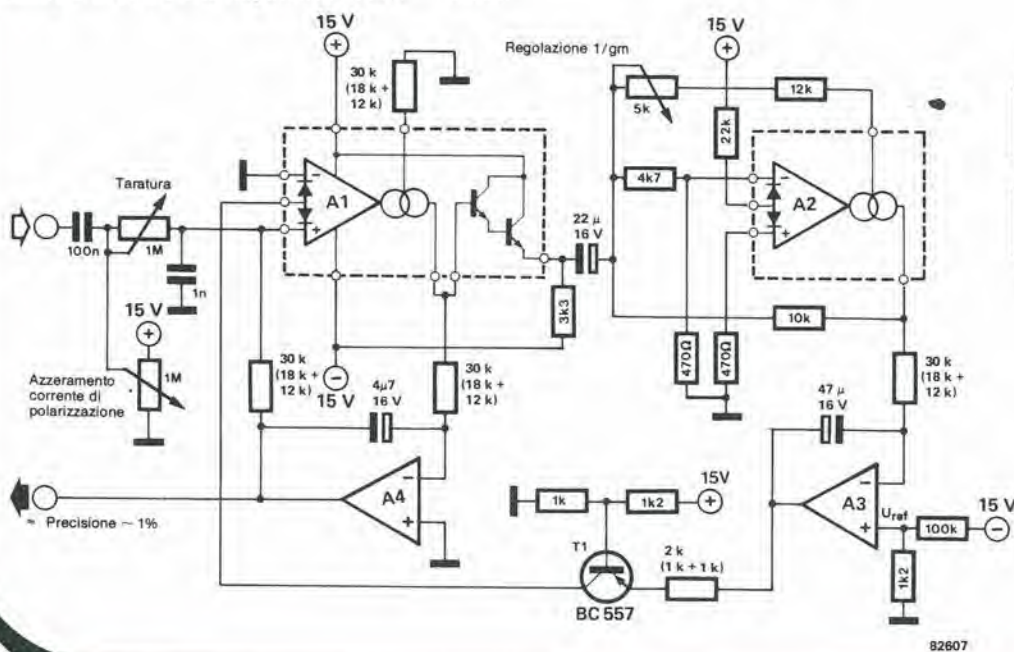 15 V
+
30 k
(18 k +
12 k)
Regolazione 1/gm
15 V
+
5k
12k
22k
Taratura
A1
−
+
4k7
−
A2
+
22 µ
16 V
100n
1M
1n
3k3
10k
15 V
+
1M
Azzeramento
corrente di
polarizzazione
30 k
(18 k +
12 k)
−
15 V
4µ7
16 V
30 k
(18 k +
12 k)
470Ω
470Ω
47 µ
16 V
30 k
(18 k +
12 k)
−
A4
+
≈ Precisione ~ 1%
1k
1k2
15V
+
T1
2 k
(1k + 1k)
BC 557
−
A3
+
Uref
100k
15 V
−
1k2
82607